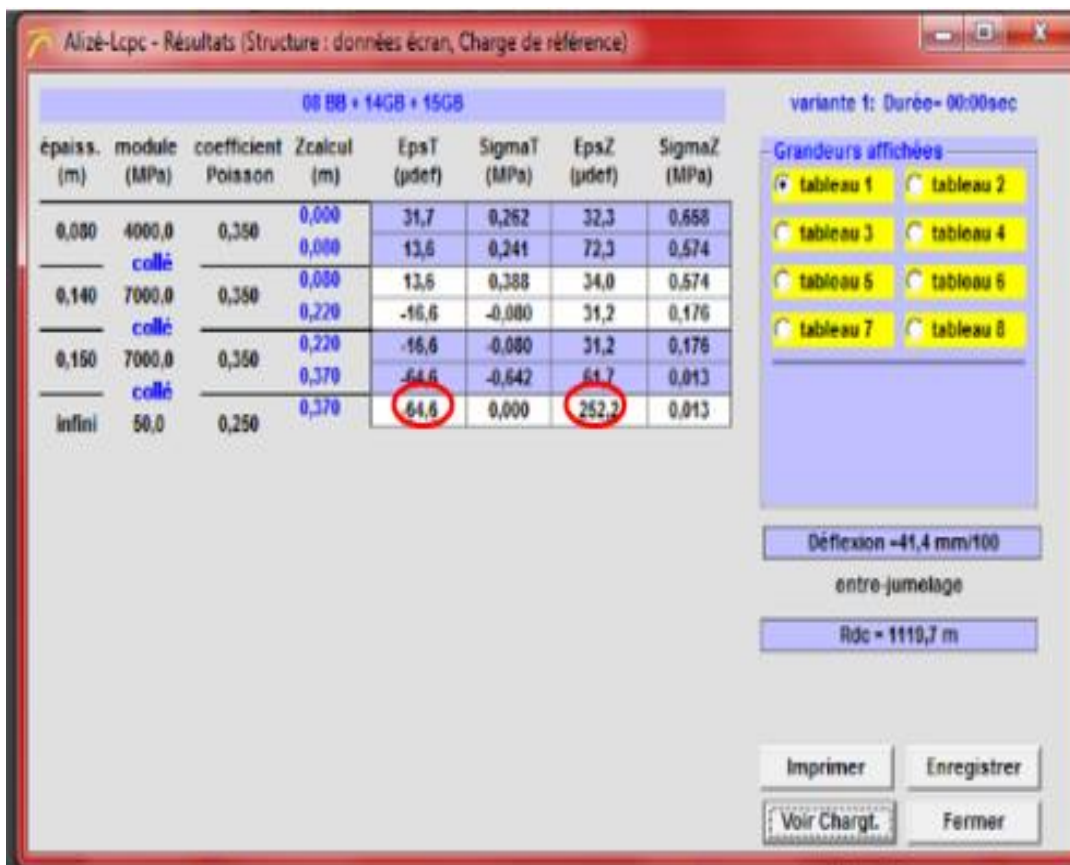 Alizé-Lcpc - Résultats (Structure : données écran, Charge de référence)
08 BB + 14GB + 15GB
variante 1: Durée= 00:00sec
épaiss. module coefficient Zcalcul EpsT SigmaT EpsZ SigmaZ
(m) (MPa) Poisson (m) (µdef) (MPa) (µdef) (MPa)
Grandeurs affichées
tableau 1 tableau 2
tableau 3 tableau 4
tableau 5 tableau 6
tableau 7 tableau 8
0,000 31,7 0,262 32,3 0,658
0,080 4000,0 0,350
0,080 13,6 0,241 72,3 0,574
collé
0,080 13,6 0,388 34,0 0,574
0,140 7000,0 0,350
0,220 -16,6 -0,080 31,2 0,176
collé
0,220 -16,6 -0,080 31,2 0,176
0,150 7000,0 0,350
0,370 -64,6 -0,642 61,7 0,013
collé
0,370 64,6 0,000 252,2 0,013
infini 50,0 0,250
Déflexion =41,4 mm/100
entre-jumelage
Rdc = 1119,7 m
Imprimer Enregistrer
Voir Chargt. Fermer